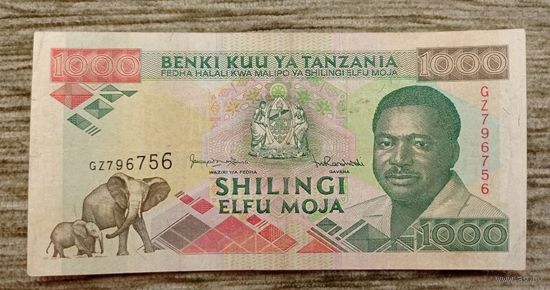 1000 BENKI KUU YA TANZANIA 1000
FEDHA HALALI KWA MALIPO YA SHILINGI ELFU MOJA
GZ796756
GZ796756
WAZIRI WA FEDHA GAVANA
SHILINGI
ELFU MOJA
1000